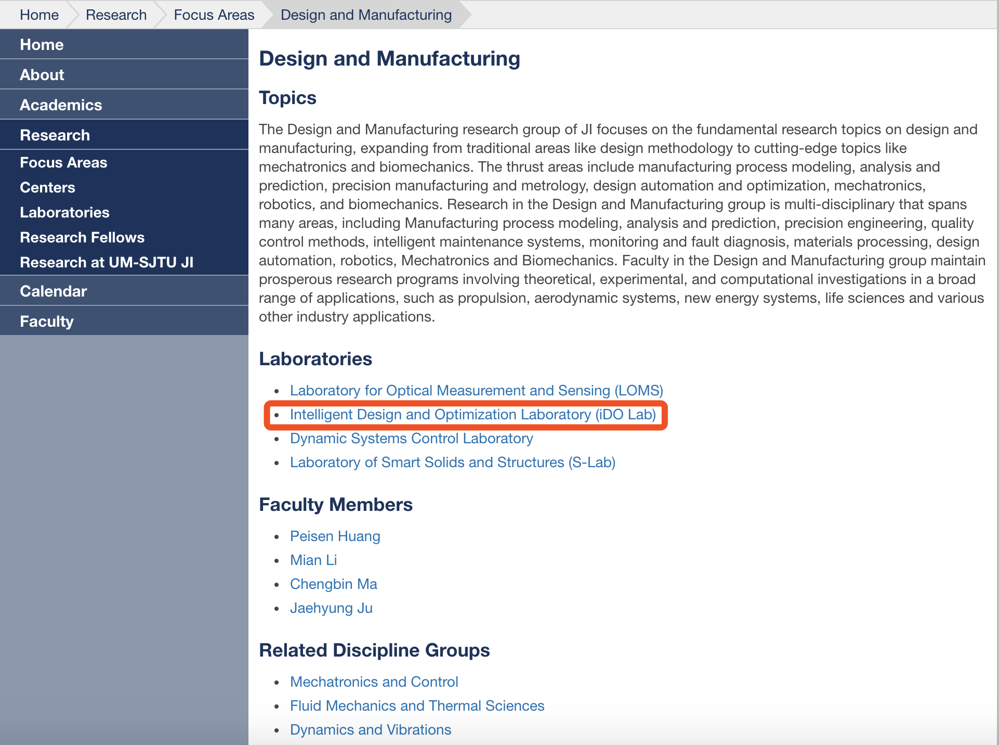 Home
Research
Focus Areas
Design and Manufacturing
Home
About
Academics
Research
Focus Areas
Centers
Laboratories
Research Fellows
Research at UM-SJTU JI
Calendar
Faculty
Design and Manufacturing
Topics
The Design and Manufacturing research group of JI focuses on the fundamental research topics on design and
manufacturing, expanding from traditional areas like design methodology to cutting-edge topics like
mechatronics and biomechanics. The thrust areas include manufacturing process modeling, analysis and
prediction, precision manufacturing and metrology, design automation and optimization, mechatronics,
robotics, and biomechanics. Research in the Design and Manufacturing group is multi-disciplinary that spans
many areas, including Manufacturing process modeling, analysis and prediction, precision engineering, quality
control methods, intelligent maintenance systems, monitoring and fault diagnosis, materials processing, design
automation, robotics, Mechatronics and Biomechanics. Faculty in the Design and Manufacturing group maintain
prosperous research programs involving theoretical, experimental, and computational investigations in a broad
range of applications, such as propulsion, aerodynamic systems, new energy systems, life sciences and various
other industry applications.
Laboratories
• Laboratory for Optical Measurement and Sensing (LOMS)
• Intelligent Design and Optimization Laboratory (iDO Lab)
• Dynamic Systems Control Laboratory
• Laboratory of Smart Solids and Structures (S-Lab)
Faculty Members
• Peisen Huang
• Mian Li
• Chengbin Ma
• Jaehyung Ju
Related Discipline Groups
• Mechatronics and Control
• Fluid Mechanics and Thermal Sciences
• Dynamics and Vibrations